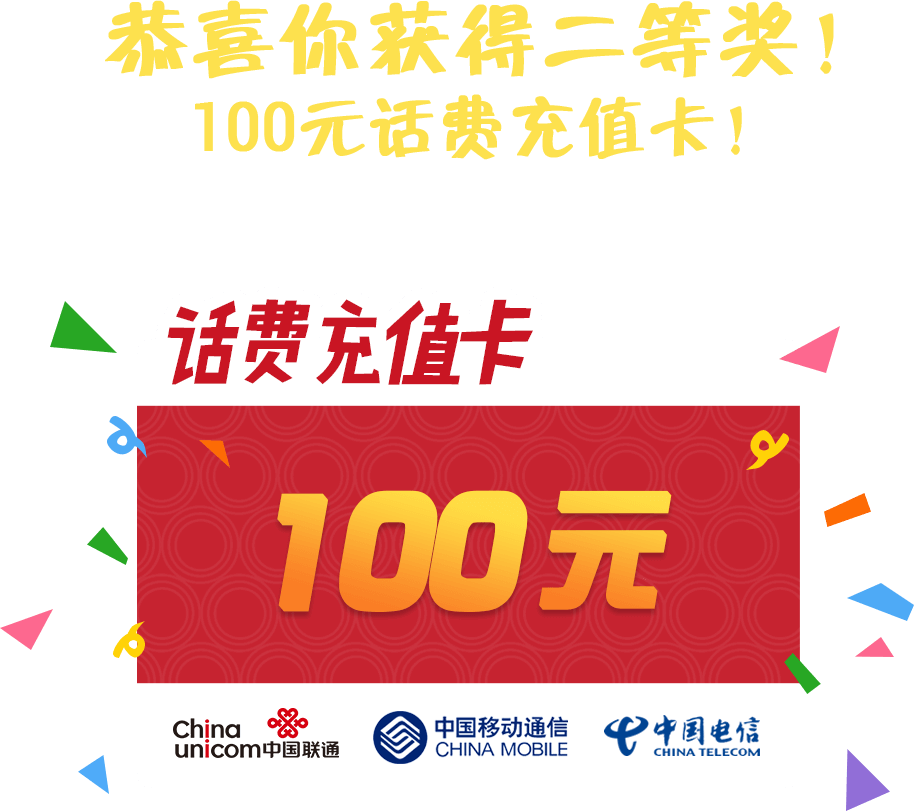 恭喜你获得二等奖！
100元话费充值卡！
话费充值卡
100元
China
unicom中国联通
中国移动通信
CHINA MOBILE
中国电信
CHINA TELECOM